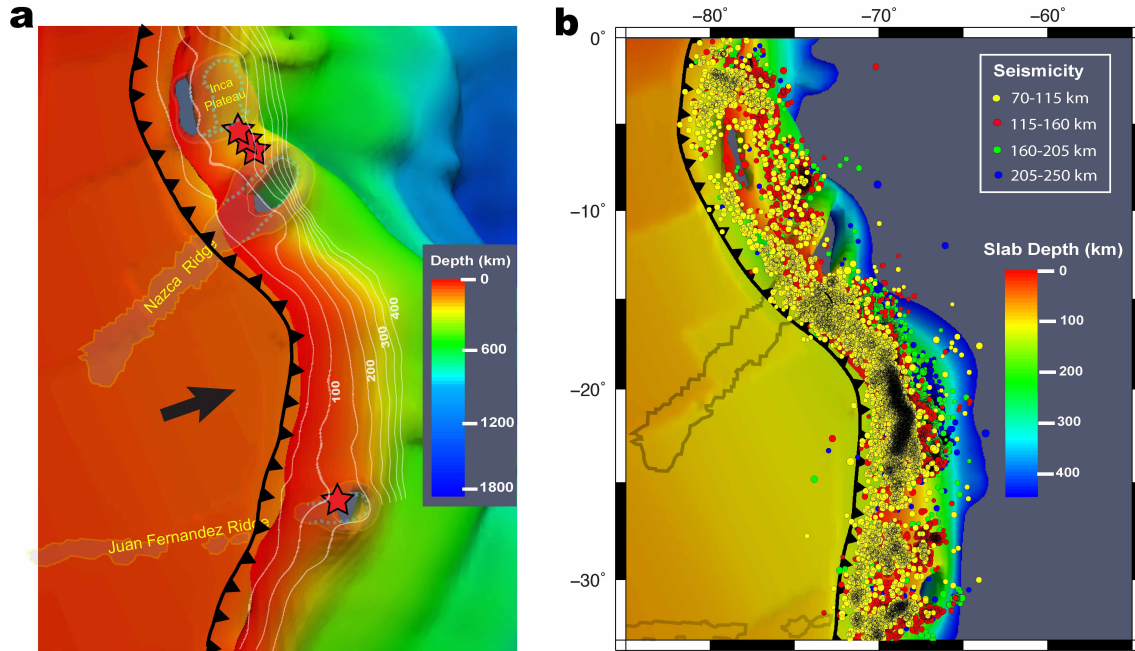 a
Inca
Plateau
Nazca Ridge
Juan Fernandez Ridge
100
200
300
400
Depth (km)
0
600
1200
1800
b
−80°
−70°
−60°
0°
−10°
−20°
−30°
Seismicity
70-115 km
115-160 km
160-205 km
205-250 km
Slab Depth (km)
0
100
200
300
400